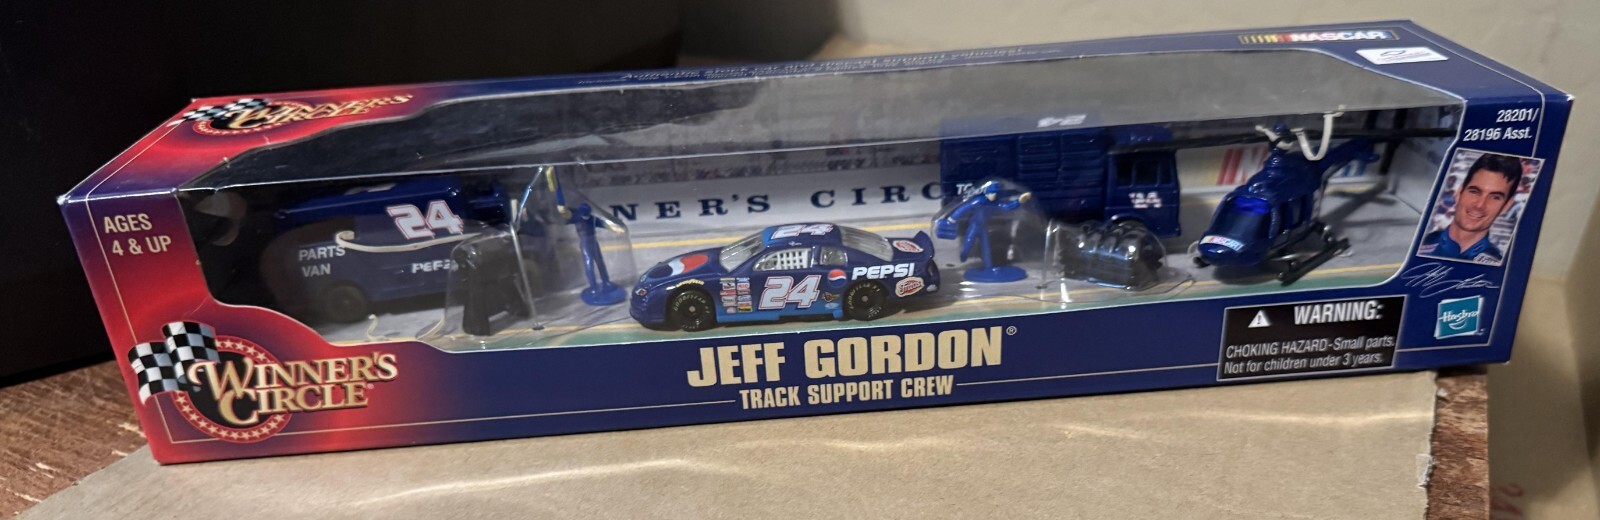 NASCAR
WINNER'S
CIRCLE
28201/
28196 Asst.
AGES
4 & UP
24
PARTS
VAN
NER'S CIRC
24
24
24
PEPSI
WINNER'S
CIRCLE®
JEFF GORDON®
TRACK SUPPORT CREW
WARNING:
CHOKING HAZARD-Small parts.
Not for children under 3 years.
Hasbro